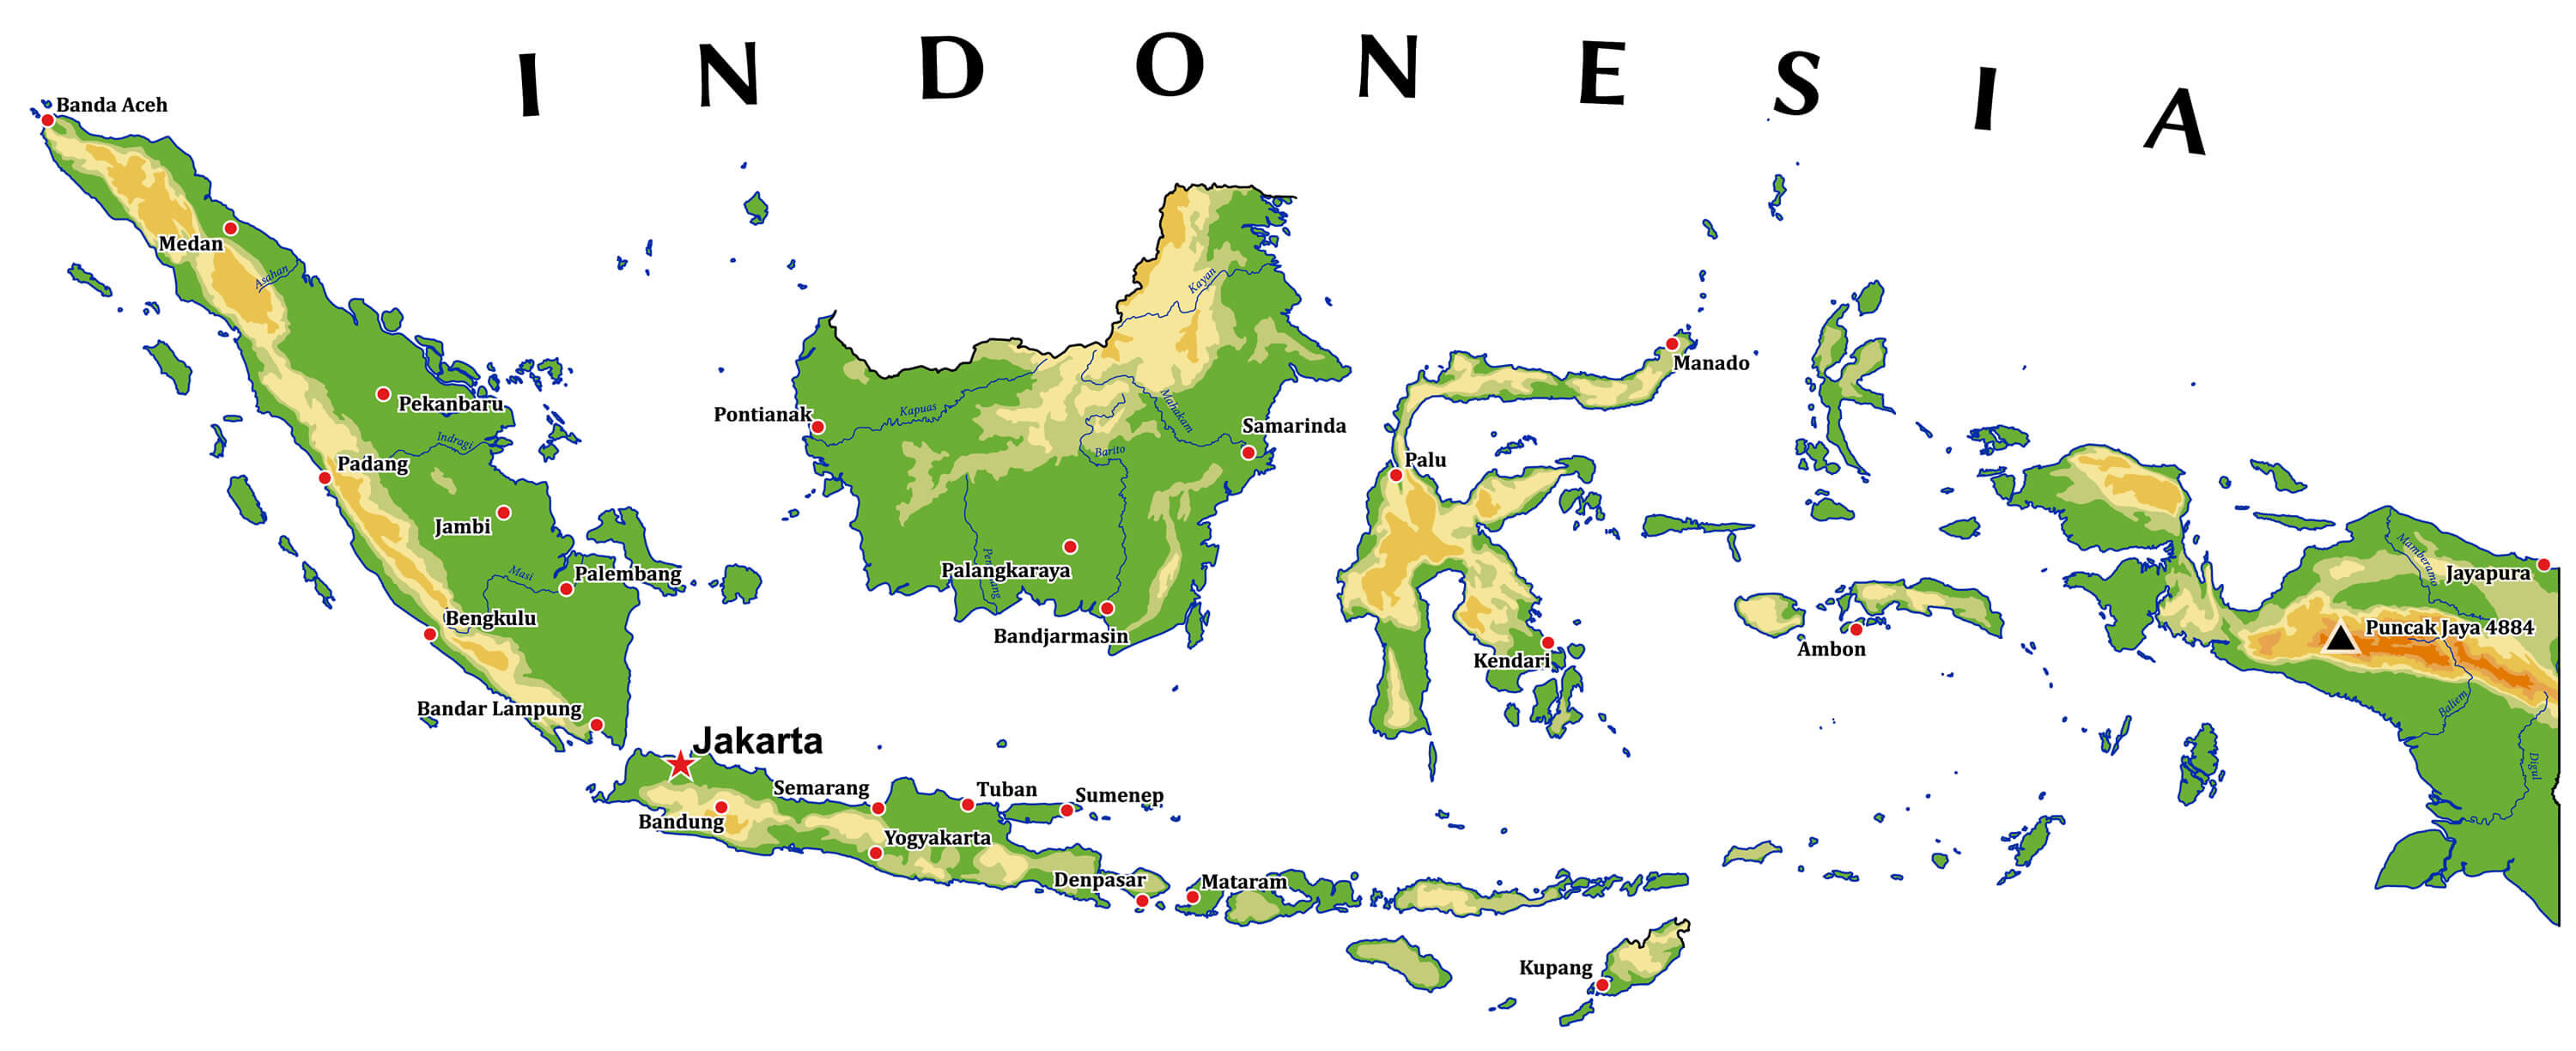 INDONESIA
Banda Aceh
Medan
Asahan
Pekanbaru
Indragi
Padang
Jambi
Masi
Palembang
Bengkulu
Bandar Lampung
Jakarta
Bandung
Semarang
Yogyakarta
Tuban
Sumenep
Denpasar
Mataram
Kupang
Pontianak
Kapuas
Kayan
Mahakam
Barito
Samarinda
Palangkaraya
Bandjarmasin
Manado
Palu
Kendari
Ambon
Mamberamo
Jayapura
Puncak Jaya 4884
Baliem
Digul